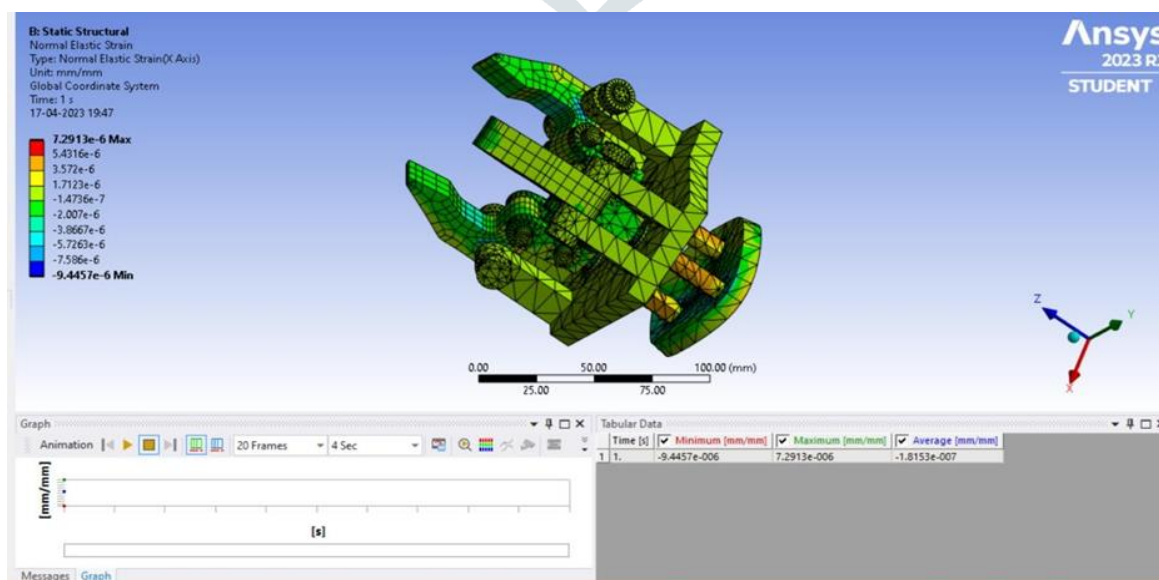 B: Static Structural
Normal Elastic Strain
Type: Normal Elastic Strain(X Axis)
Unit: mm/mm
Global Coordinate System
Time: 1 s
17-04-2023 19:47
7.2913e-6 Max
5.4316e-6
3.572e-6
1.7123e-6
-1.4736e-7
-2.007e-6
-3.8667e-6
-5.7263e-6
-7.586e-6
-9.4457e-6 Min
Ansys
2023 R
STUDENT
Z
Y
X
0.00 50.00 100.00 (mm)
25.00 75.00
Graph
Animation 20 Frames 4 Sec
[mm/mm]
[s]
Messages Graph
Tabular Data
Time [s] Minimum [mm/mm] Maximum [mm/mm] Average [mm/mm]
1 1. -9.4457e-006 7.2913e-006 -1.8153e-007